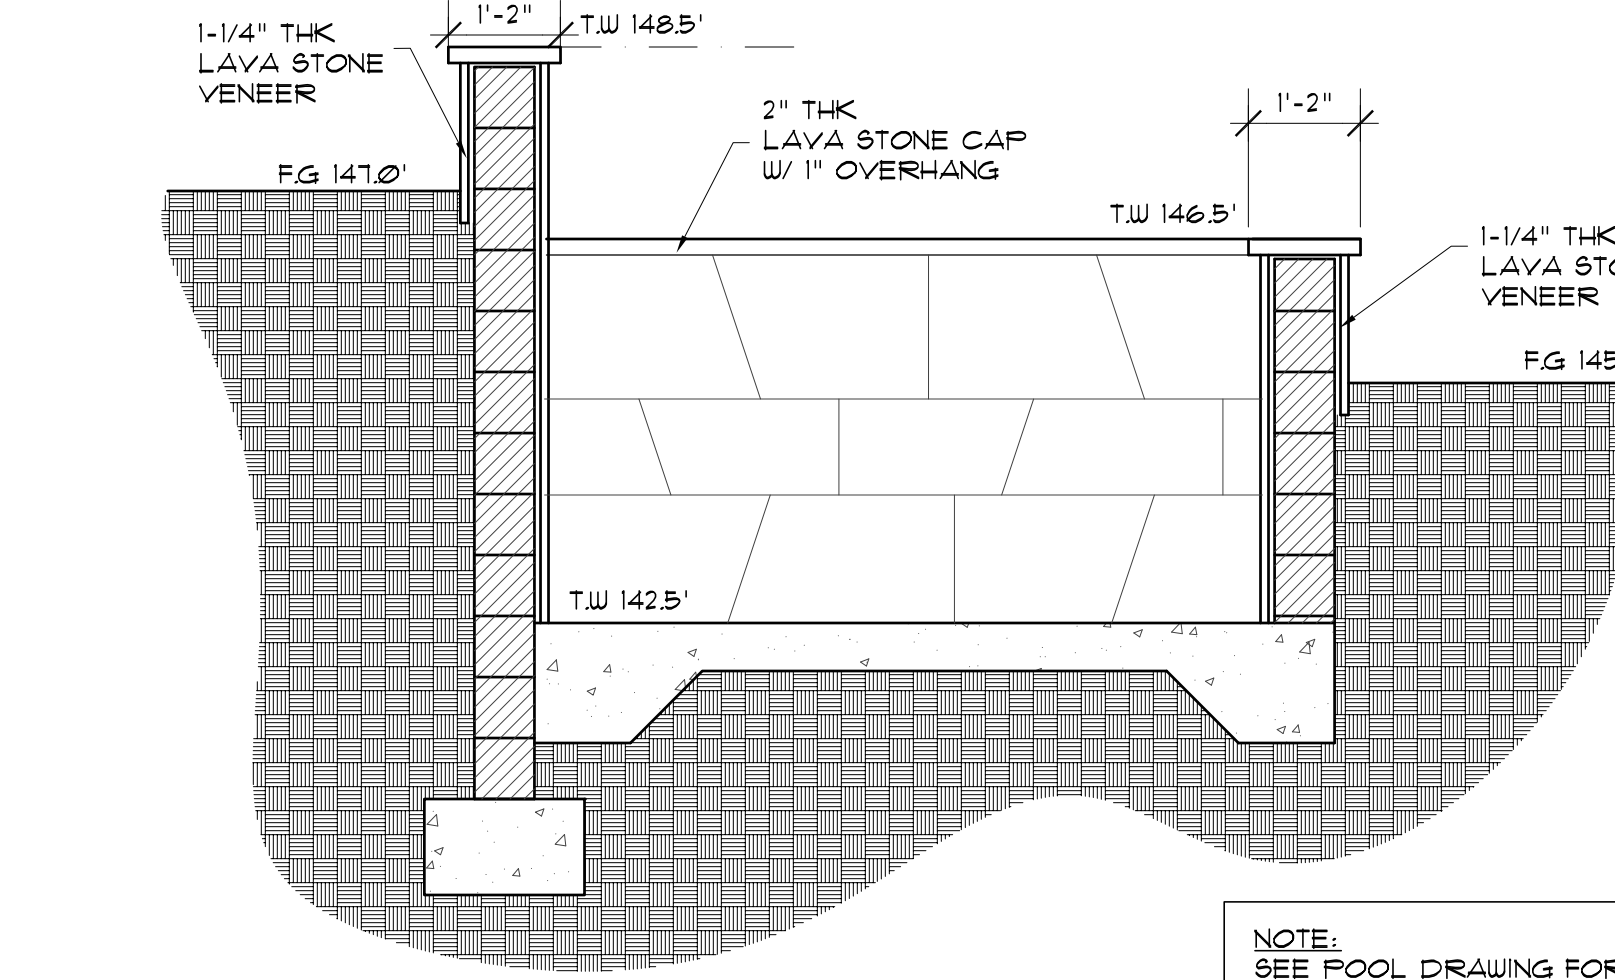 1'-2"
T.W 148.5'
1-1/4" THK
LAVA STONE
VENEER
2" THK
LAVA STONE CAP
W/ 1" OVERHANG
1'-2"
F.G 147.0'
T.W 146.5'
1-1/4" THK
LAVA STO
VENEER
F.G 145
T.W 142.5'
NOTE:
SEE POOL DRAWING FOR